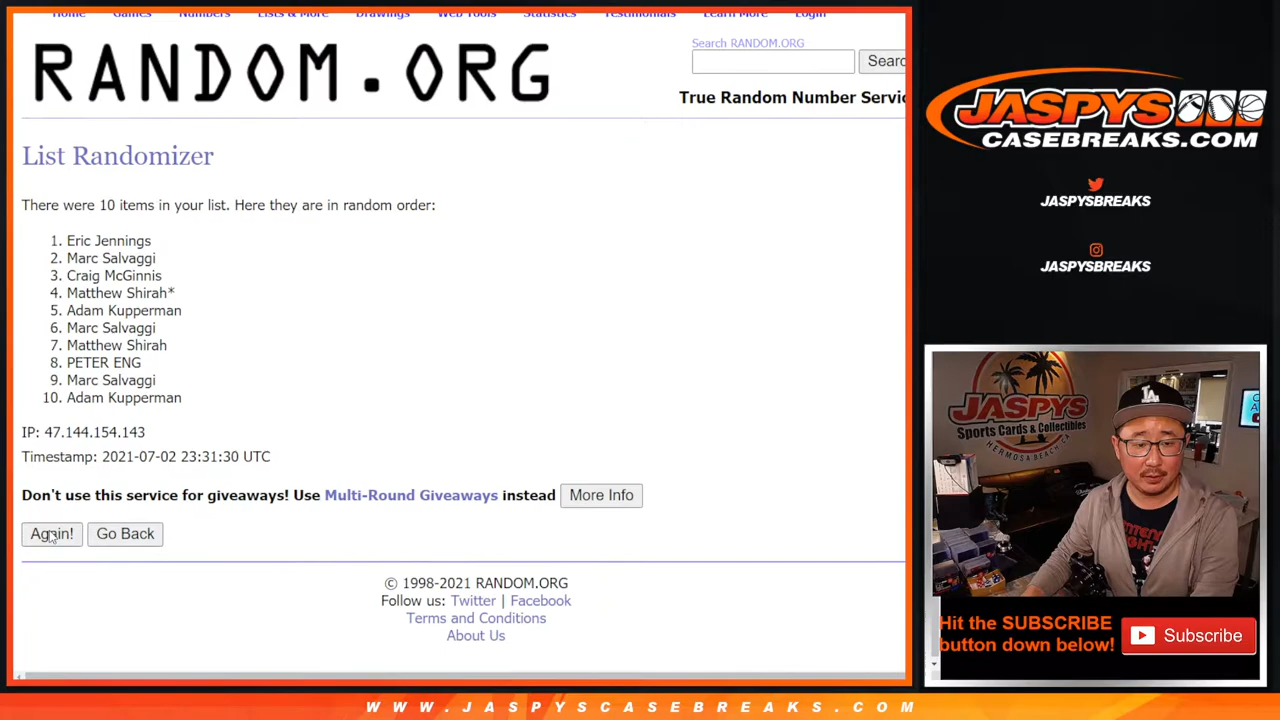 Home Games Numbers Lists & More Drawings Web Tools Statistics Testimonials Learn More Login
RANDOM.ORG
Search RANDOM.ORG
Searc
True Random Number Servic
List Randomizer
There were 10 items in your list. Here they are in random order:
1. Eric Jennings
2. Marc Salvaggi
3. Craig McGinnis
4. Matthew Shirah*
5. Adam Kupperman
6. Marc Salvaggi
7. Matthew Shirah
8. PETER ENG
9. Marc Salvaggi
10. Adam Kupperman
IP: 47.144.154.143
Timestamp: 2021-07-02 23:31:30 UTC
Don't use this service for giveaways! Use Multi-Round Giveaways instead More Info
Again! Go Back
© 1998-2021 RANDOM.ORG
Follow us: Twitter | Facebook
Terms and Conditions
About Us
JASPYS
CASEBREAKS.COM
JASPYSBREAKS
JASPYSBREAKS
JASPYS
Sports Cards & Collectibles
HERMOSA BEACH, CA
LA
Hit the SUBSCRIBE
button down below!
Subscribe
WWW.JASPYSCASEBREAKS.COM